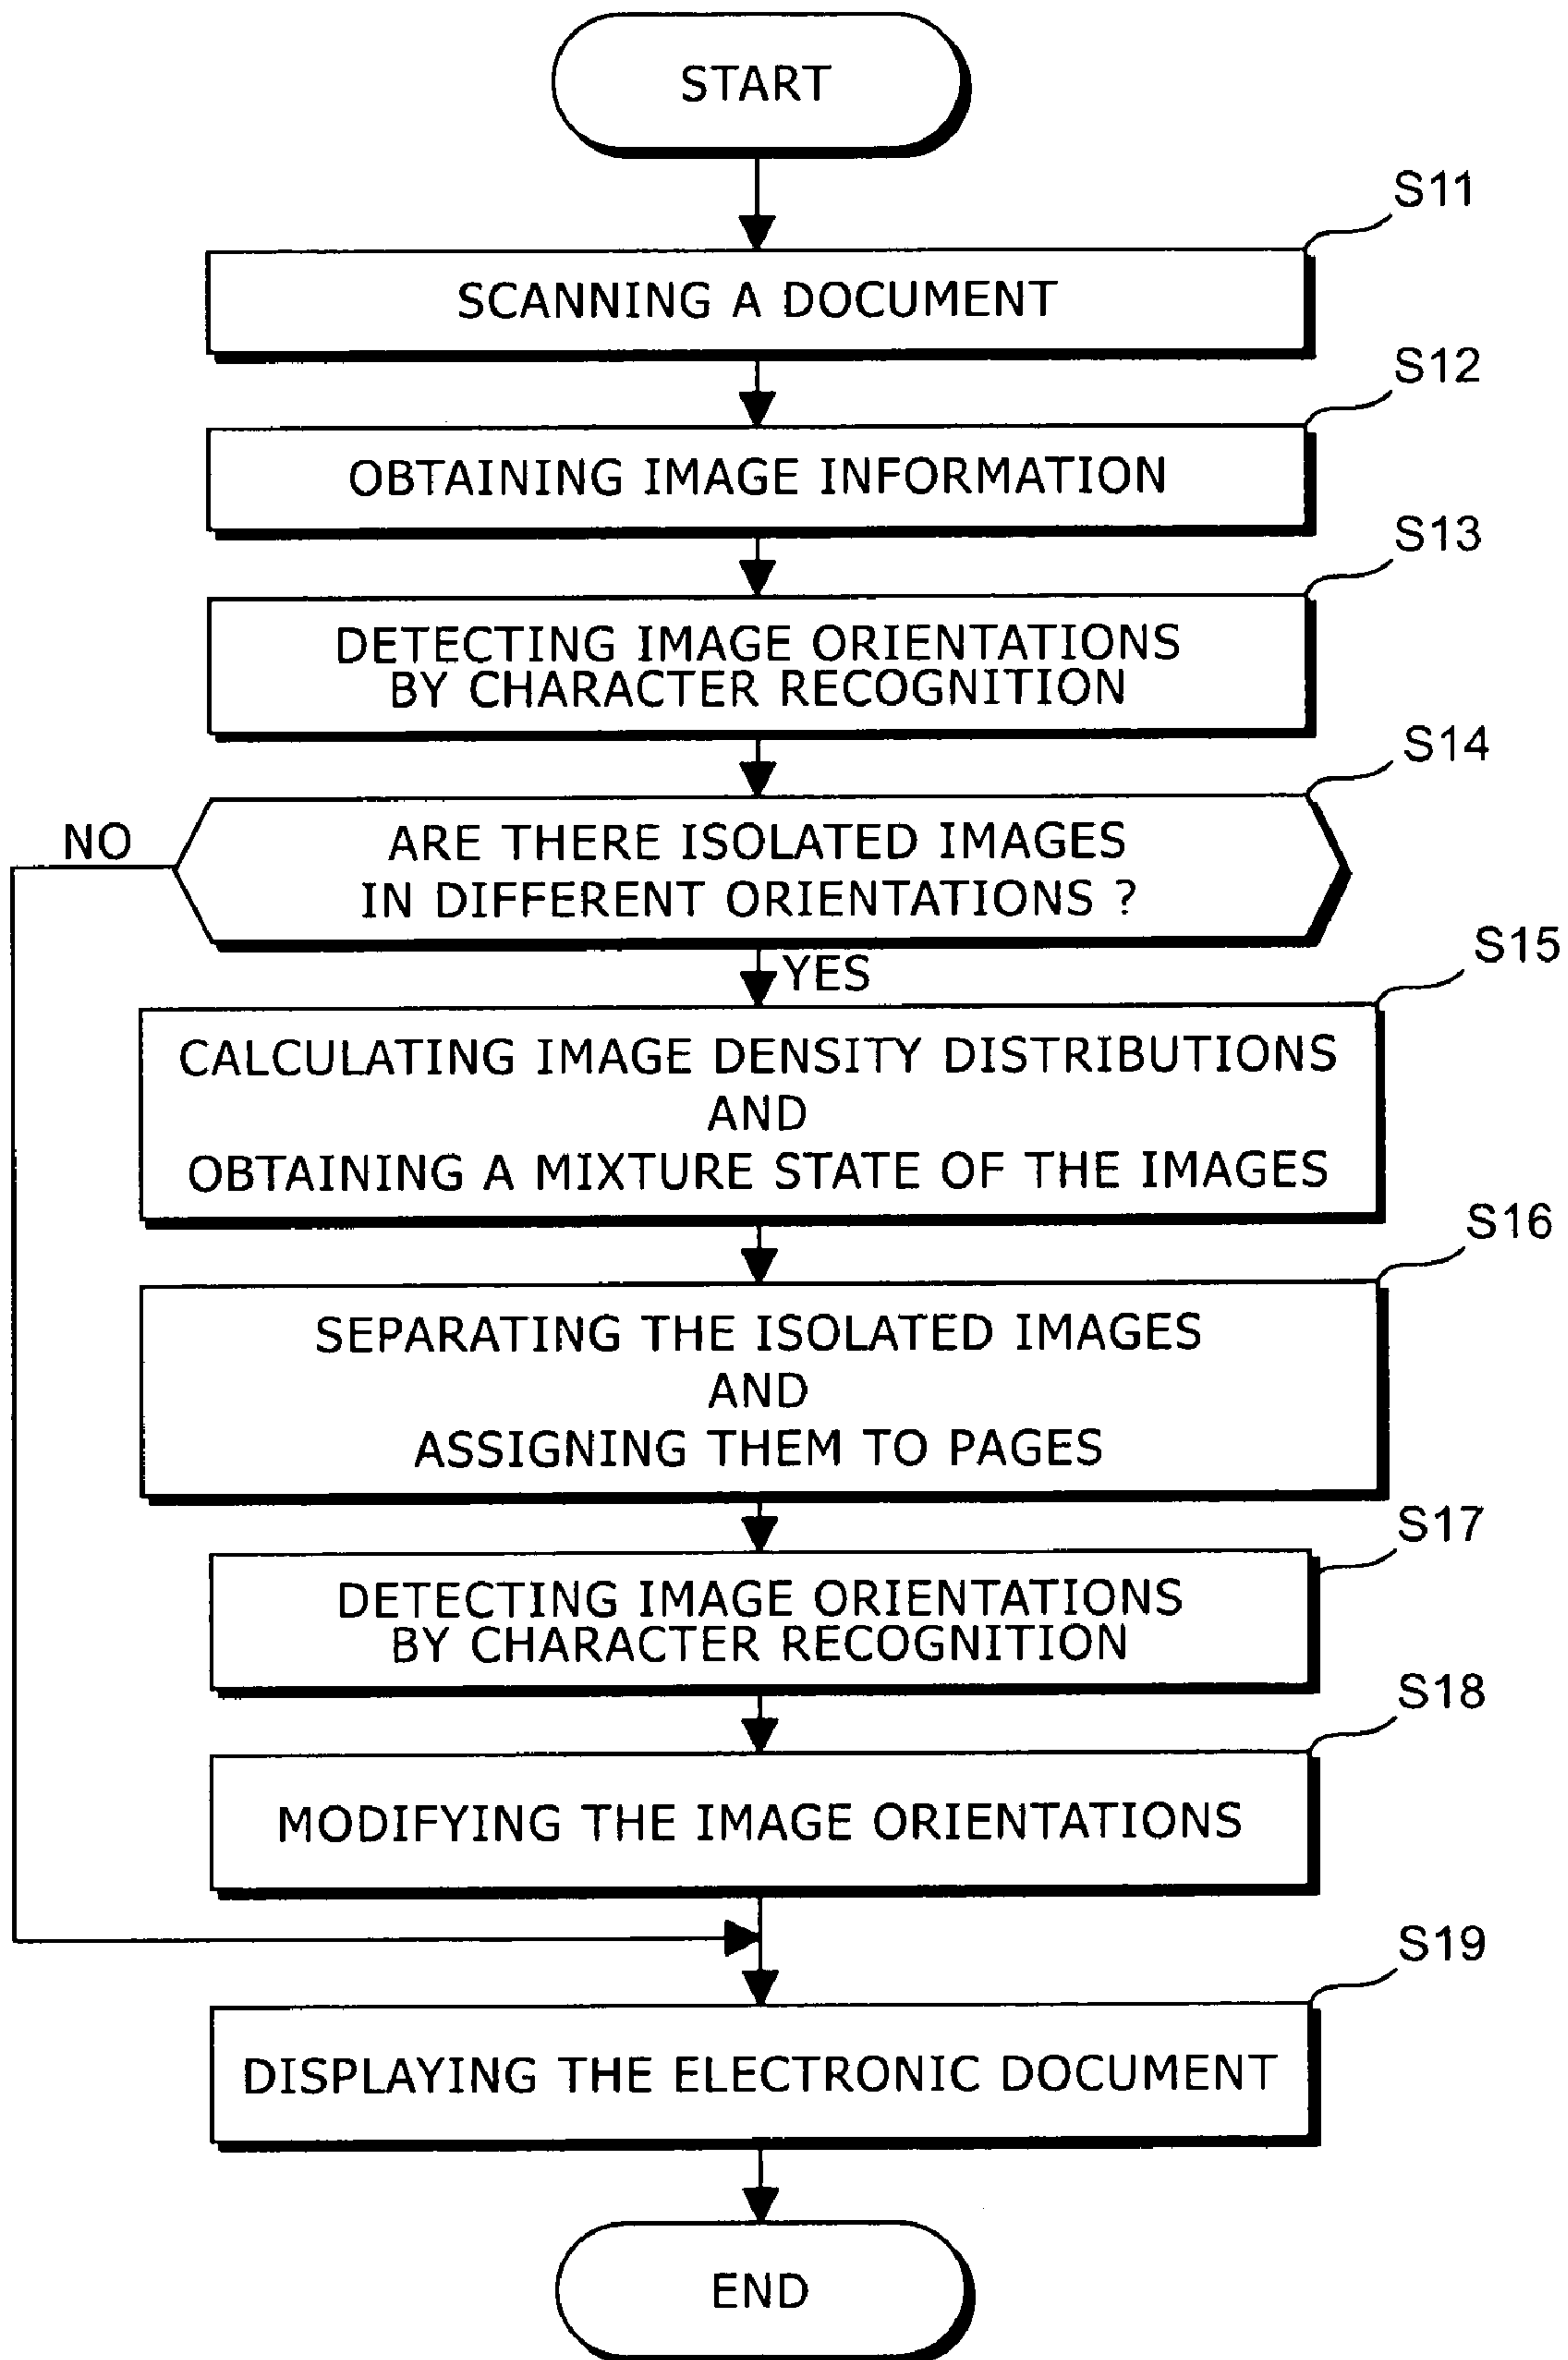 START
S11
SCANNING A DOCUMENT
S12
OBTAINING IMAGE INFORMATION
S13
DETECTING IMAGE ORIENTATIONS
BY CHARACTER RECOGNITION
S14
NO
ARE THERE ISOLATED IMAGES
IN DIFFERENT ORIENTATIONS ?
YES
S15
CALCULATING IMAGE DENSITY DISTRIBUTIONS
AND
OBTAINING A MIXTURE STATE OF THE IMAGES
S16
SEPARATING THE ISOLATED IMAGES
AND
ASSIGNING THEM TO PAGES
S17
DETECTING IMAGE ORIENTATIONS
BY CHARACTER RECOGNITION
S18
MODIFYING THE IMAGE ORIENTATIONS
S19
DISPLAYING THE ELECTRONIC DOCUMENT
END